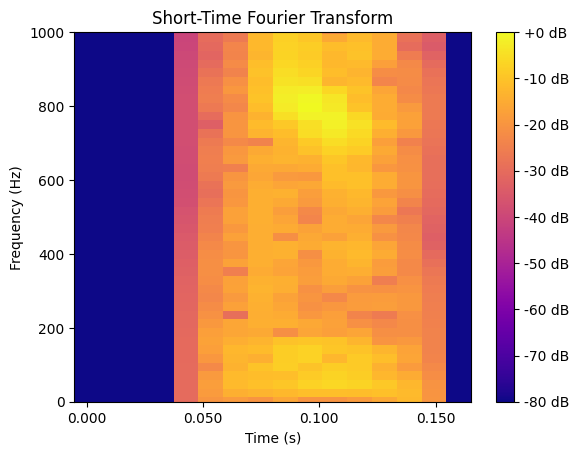 Short-Time Fourier Transform
1000
800
600
400
200
0
Frequency (Hz)
0.000
0.050
0.100
0.150
Time (s)
+0 dB
-10 dB
-20 dB
-30 dB
-40 dB
-50 dB
-60 dB
-70 dB
-80 dB